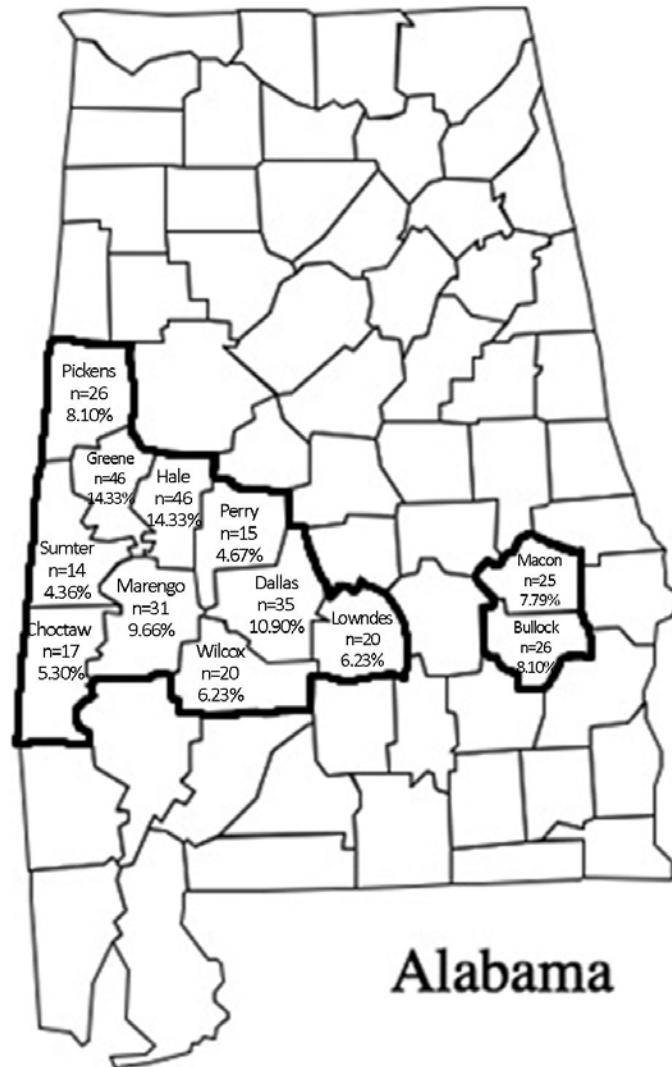 Pickens
n=26
8.10%
Greene
n=46
14.33%
Hale
n=46
14.33%
Perry
n=15
4.67%
Sumter
n=14
4.36%
Marengo
n=31
9.66%
Dallas
n=35
10.90%
Lowndes
n=20
6.23%
Choctaw
n=17
5.30%
Wilcox
n=20
6.23%
Macon
n=25
7.79%
Bullock
n=26
8.10%
Alabama